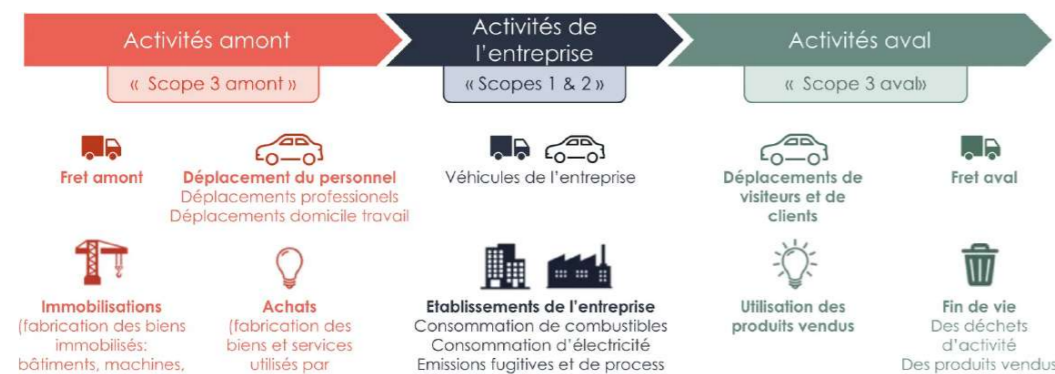 Activités amont
Activités de
l'entreprise
Activités aval
« Scope 3 amont »
« Scopes 1 & 2 »
« Scope 3 aval»
Fret amont
Déplacement du personnel
Déplacements professionels
Déplacements domicile travail
Véhicules de l'entreprise
Déplacements de
visiteurs et de
clients
Fret aval
Immobilisations
(fabrication des biens
immobilisés:
bâtiments, machines,
Achats
(fabrication des
biens et services
utilisés par
Etablissements de l'entreprise
Consommation de combustibles
Consommation d'électricité
Emissions fugitives et de process
Utilisation des
produits vendus
Fin de vie
Des déchets
d'activité
Des produits vendus